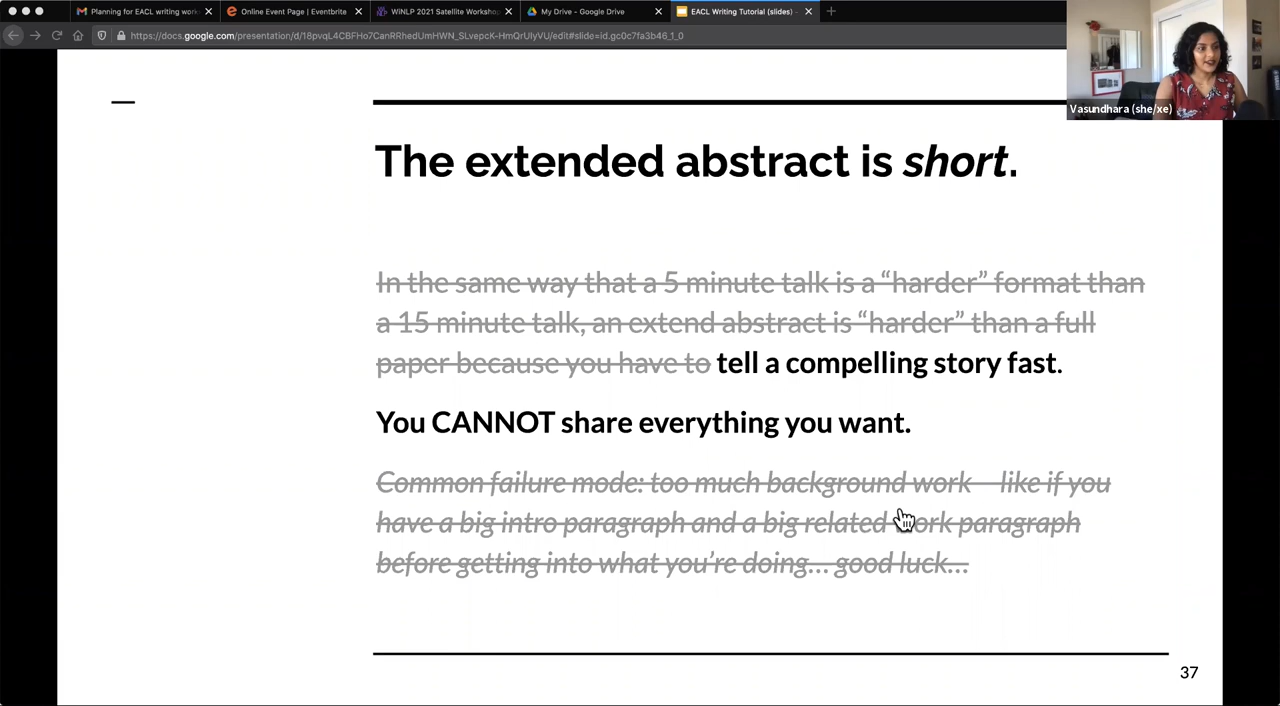 Planning for EACL writing work
Online Event Page | Eventbrite
WiNLP 2021 Satellite Workshop
My Drive - Google Drive
EACL Writing Tutorial (slides) -
https://docs.google.com/presentation/d/18pvqL4CBFHo7CanRRhedUmHWN_SLvepcK-HmQrUlyVU/edit#slide=id.gc0c7fa3b46_1_0
Vasundhara (she/xe)
The extended abstract is short.
In the same way that a 5 minute talk is a “harder” format than
a 15 minute talk, an extend abstract is “harder” than a full
paper because you have to tell a compelling story fast.
You CANNOT share everything you want.
Common failure mode: too much background work — like if you
have a big intro paragraph and a big related work paragraph
before getting into what you’re doing... good luck...
37